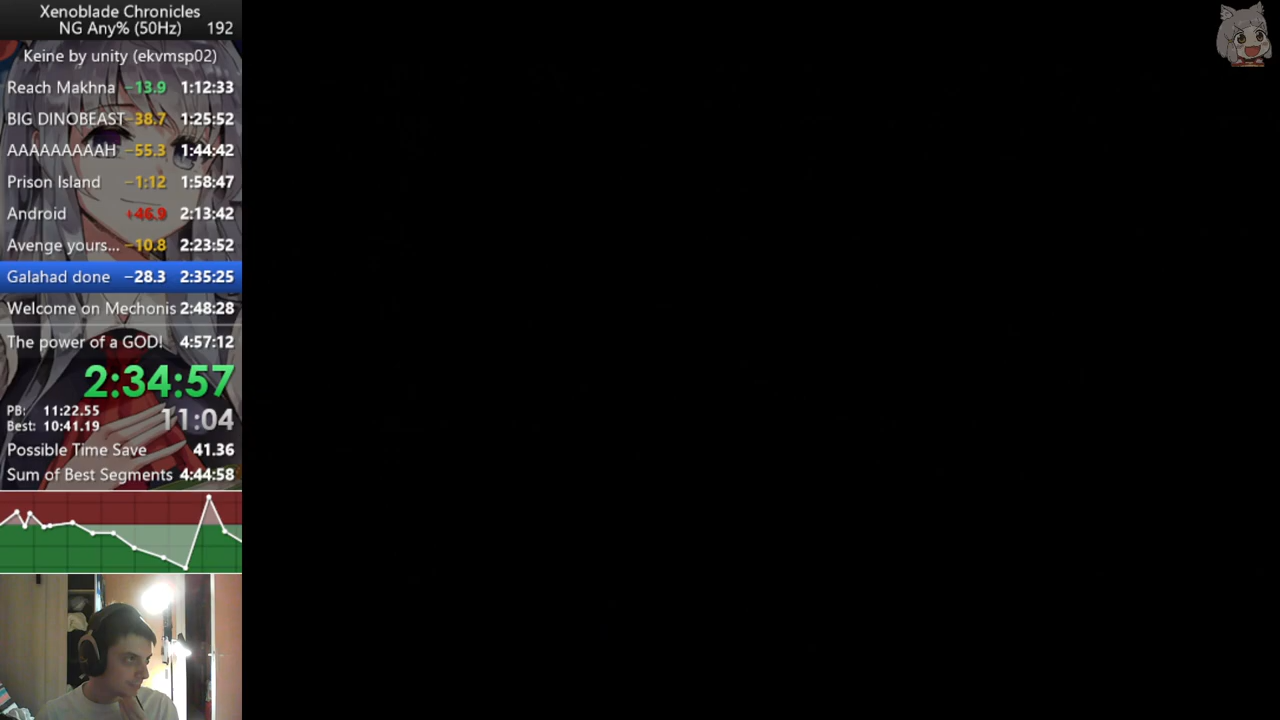 Xenoblade Chronicles
NG Any% (50Hz) 192
Keine by unity (ekvmsp02)
Reach Makhna -13.9 1:12:33
BIG DINOBEAST -38.7 1:25:52
AAAAAAAAAH -55.3 1:44:42
Prison Island -1:12 1:58:47
Android +46.9 2:13:42
Avenge yours... -10.8 2:23:52
Galahad done -28.3 2:35:25
Welcome on Mechonis 2:48:28
The power of a GOD! 4:57:12
2:34:57
PB: 11:22.55
Best: 10:41.19
11:04
Possible Time Save 41.36
Sum of Best Segments 4:44:58